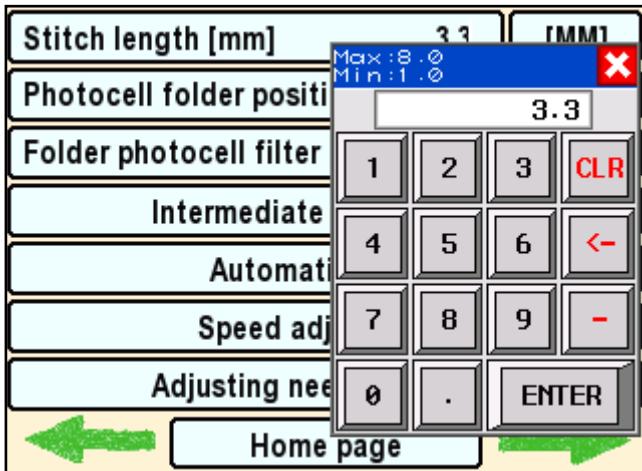 Stitch length [mm] 3.3 [MM]
Max:8.0
Min:1.0
3.3
Photocell folder positi
Folder photocell filter
Intermediate
Automati
Speed adj
Adjusting nee
Home page
1 2 3 CLR
4 5 6 <-
7 8 9 -
0 . ENTER